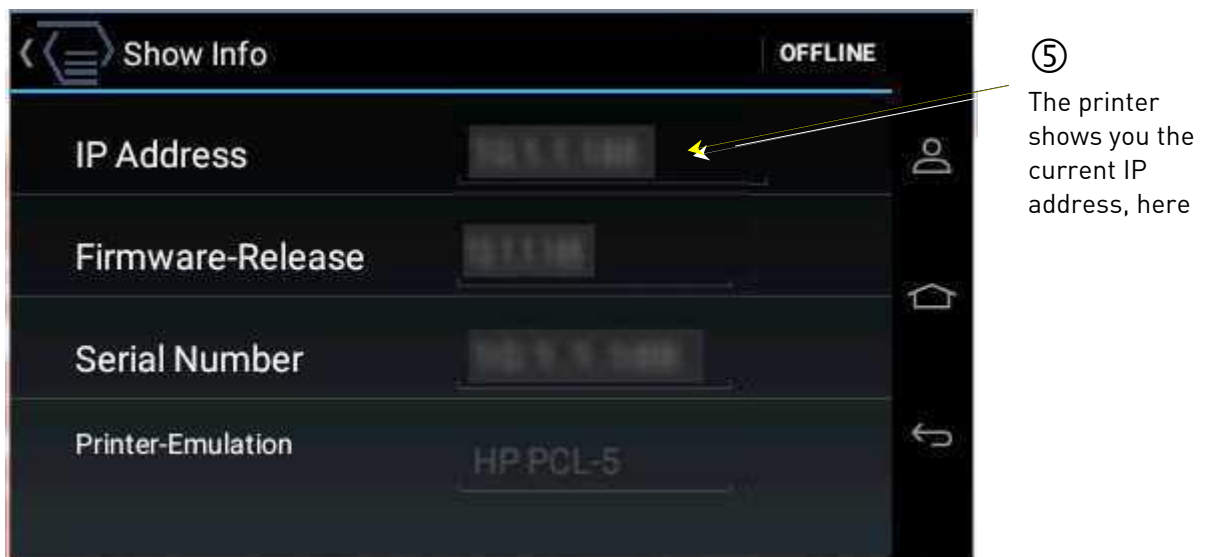 Show Info
OFFLINE
⑤
The printer
shows you the
current IP
address, here
IP Address
Firmware-Release
Serial Number
Printer-Emulation
HP PCL-5